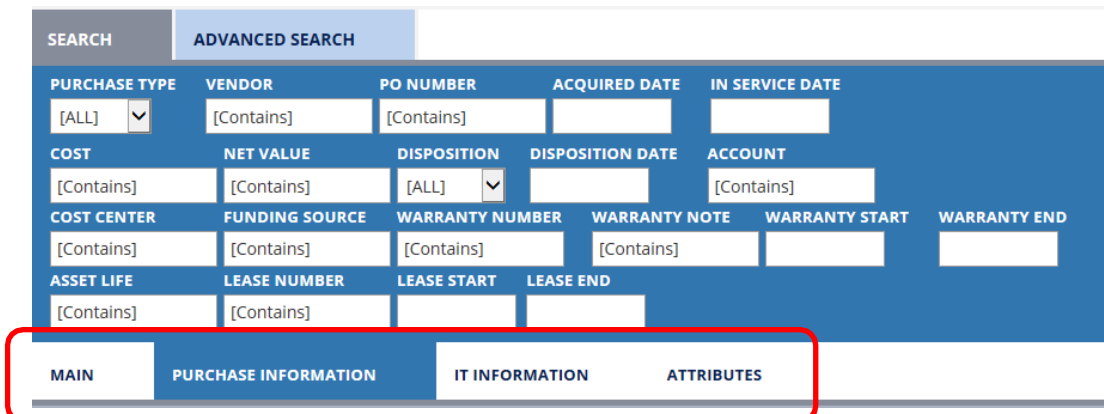 SEARCH ADVANCED SEARCH
PURCHASE TYPE VENDOR PO NUMBER ACQUIRED DATE IN SERVICE DATE
[ALL] [Contains] [Contains]
COST NET VALUE DISPOSITION DISPOSITION DATE ACCOUNT
[Contains] [Contains] [ALL] [Contains]
COST CENTER FUNDING SOURCE WARRANTY NUMBER WARRANTY NOTE WARRANTY START WARRANTY END
[Contains] [Contains] [Contains] [Contains]
ASSET LIFE LEASE NUMBER LEASE START LEASE END
[Contains] [Contains]
MAIN PURCHASE INFORMATION IT INFORMATION ATTRIBUTES